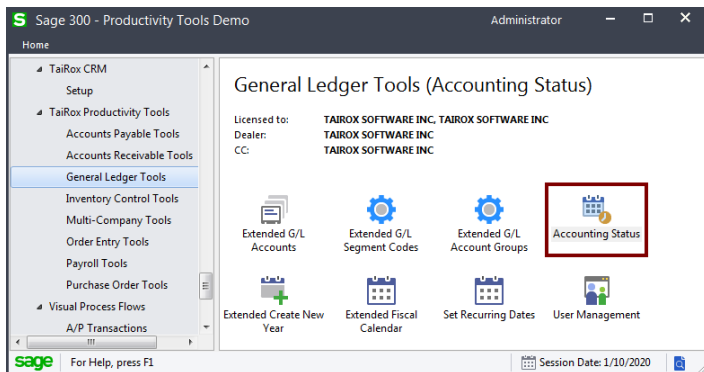 S Sage 300 - Productivity Tools Demo
Administrator
Home
TaiRox CRM
Setup
TaiRox Productivity Tools
Accounts Payable Tools
Accounts Receivable Tools
General Ledger Tools
Inventory Control Tools
Multi-Company Tools
Order Entry Tools
Payroll Tools
Purchase Order Tools
Visual Process Flows
A/P Transactions
General Ledger Tools (Accounting Status)
Licensed to: TAIROX SOFTWARE INC, TAIROX SOFTWARE INC
Dealer: TAIROX SOFTWARE INC
CC: TAIROX SOFTWARE INC
Extended G/L
Accounts
Extended G/L
Segment Codes
Extended G/L
Account Groups
Accounting Status
Extended Create New
Year
Extended Fiscal
Calendar
Set Recurring Dates
User Management
sage For Help, press F1
Session Date: 1/10/2020